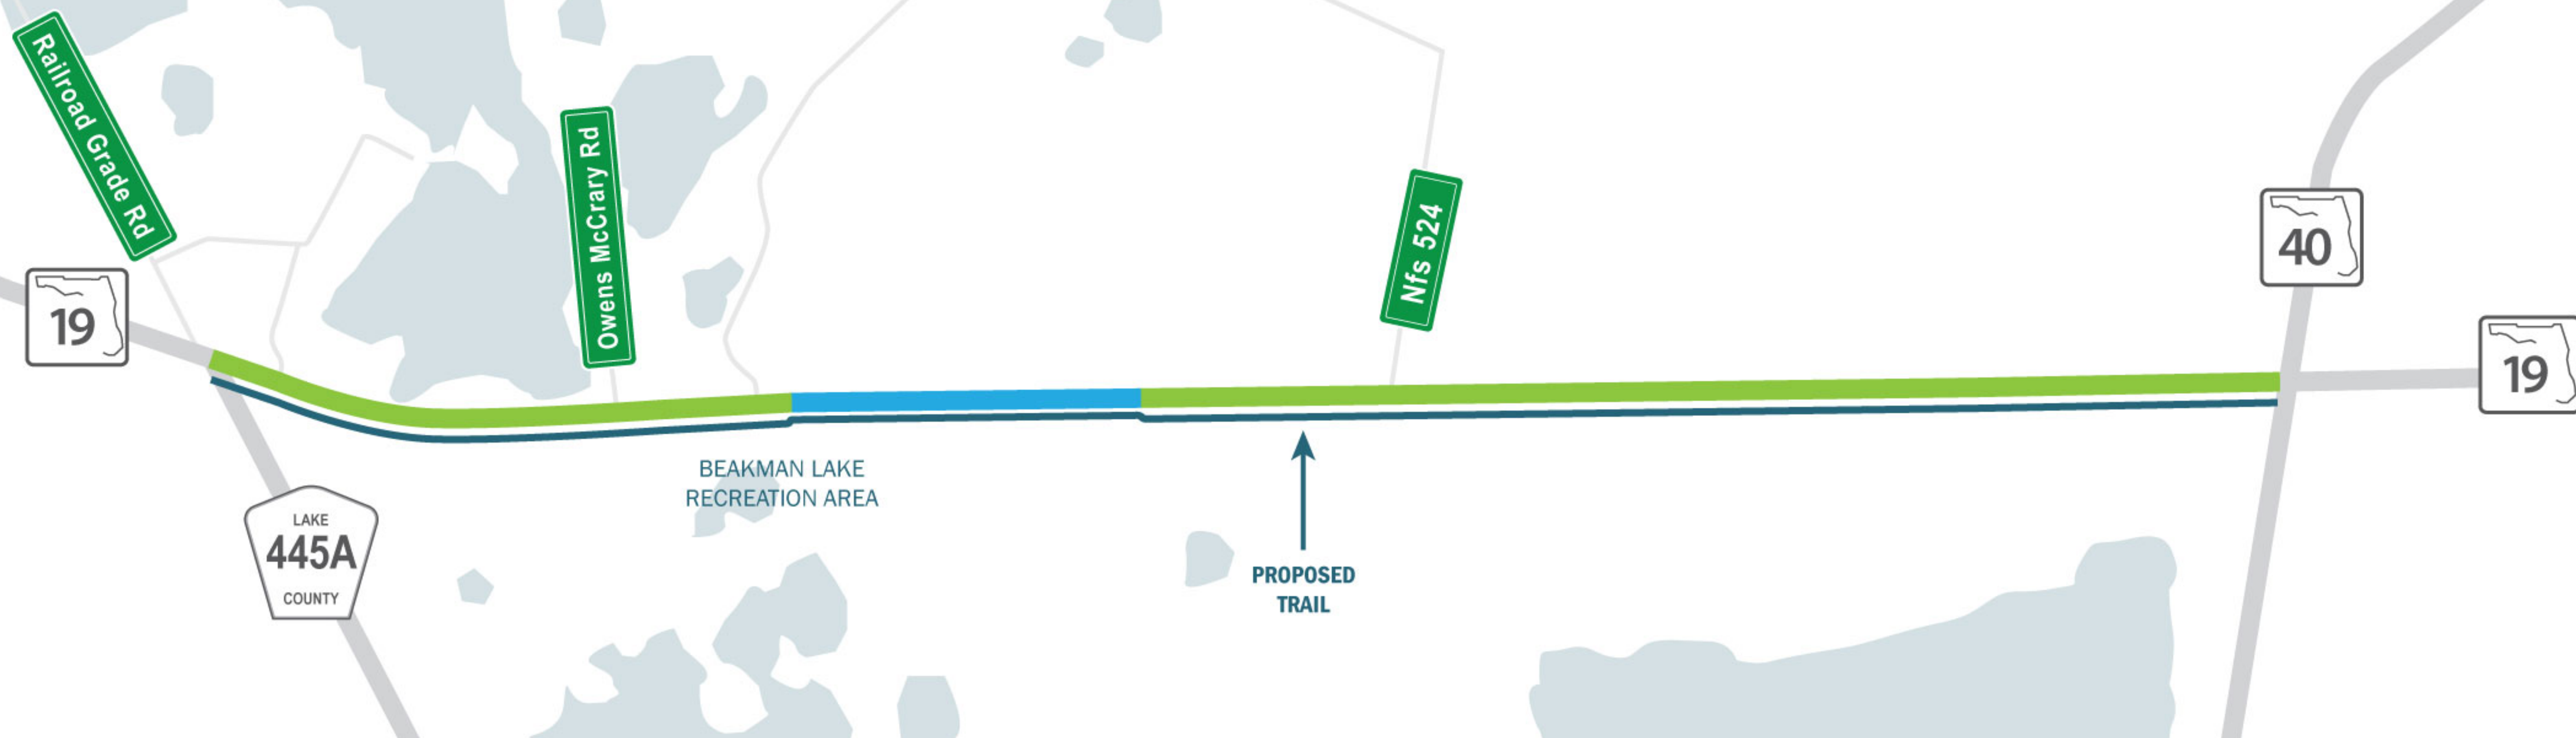 Railroad Grade Rd
Owens McCrary Rd
Nfs 524
40
19
19
BEAKMAN LAKE
RECREATION AREA
LAKE
445A
COUNTY
PROPOSED
TRAIL